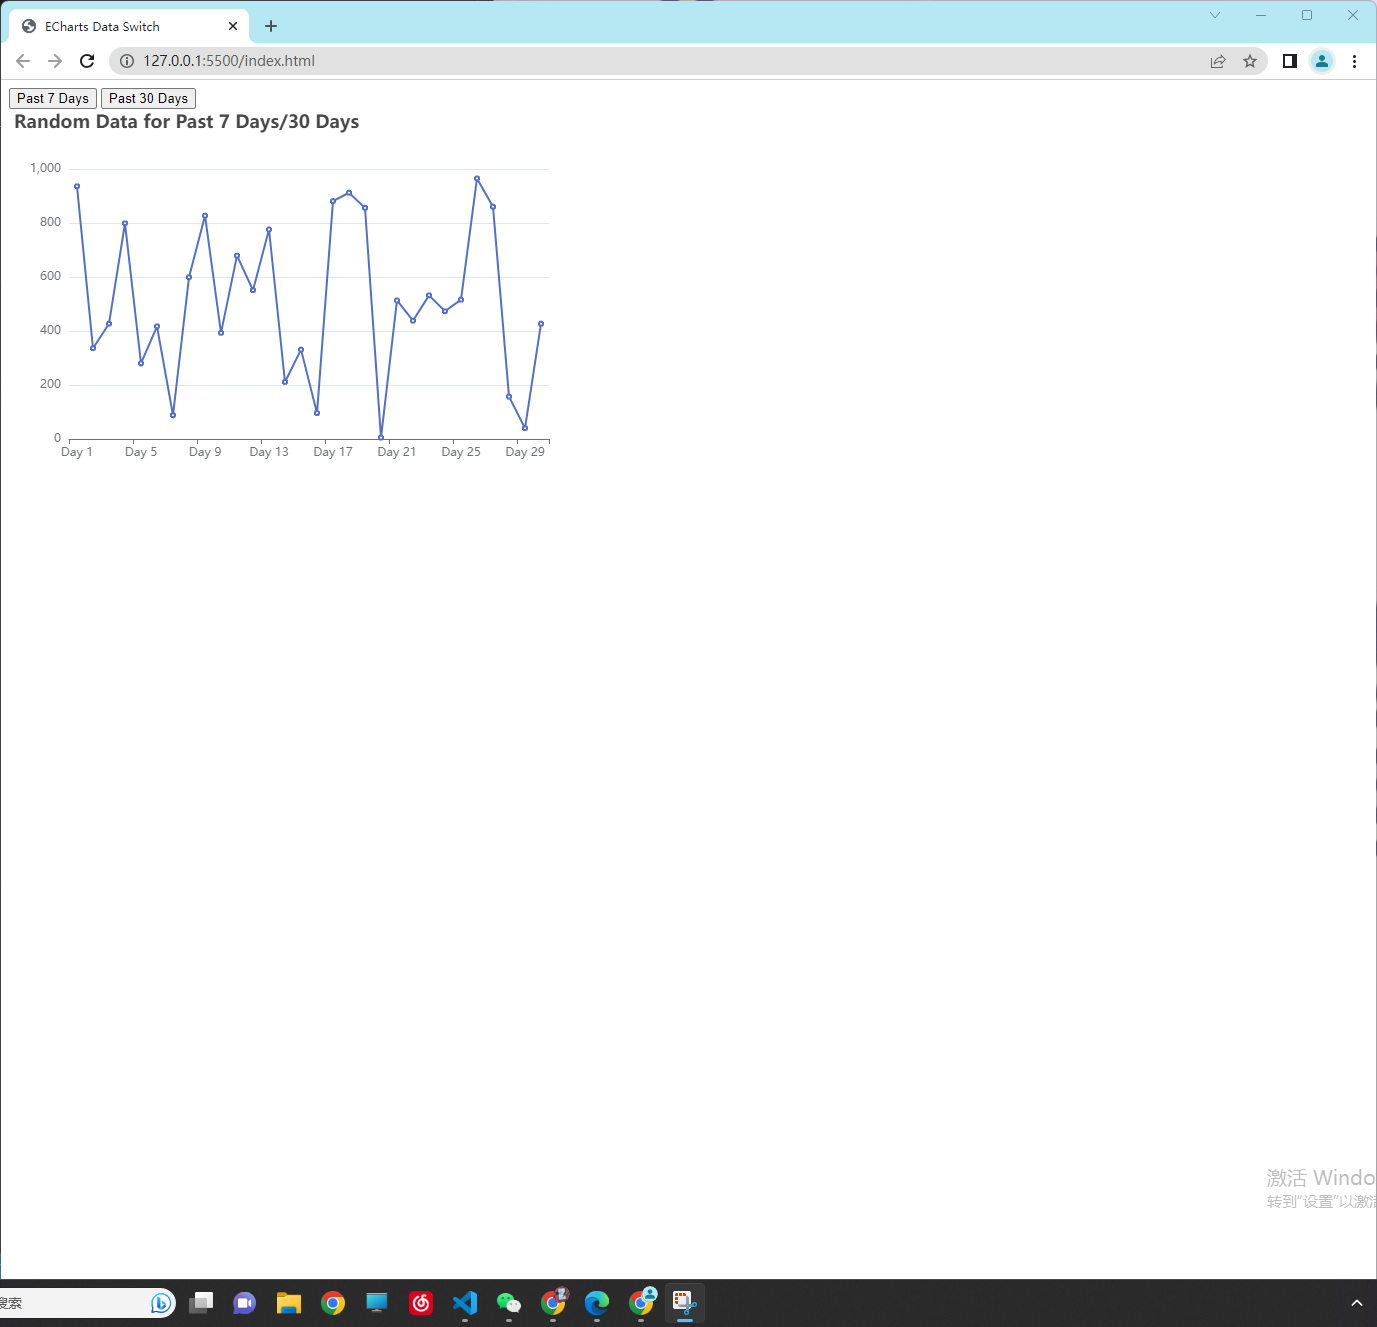 ECharts Data Switch
127.0.0.1:5500/index.html
Past 7 Days Past 30 Days
Random Data for Past 7 Days/30 Days
1,000
800
600
400
200
0
Day 1 Day 5 Day 9 Day 13 Day 17 Day 21 Day 25 Day 29
激活 Windo
转到“设置”以激活
搜索